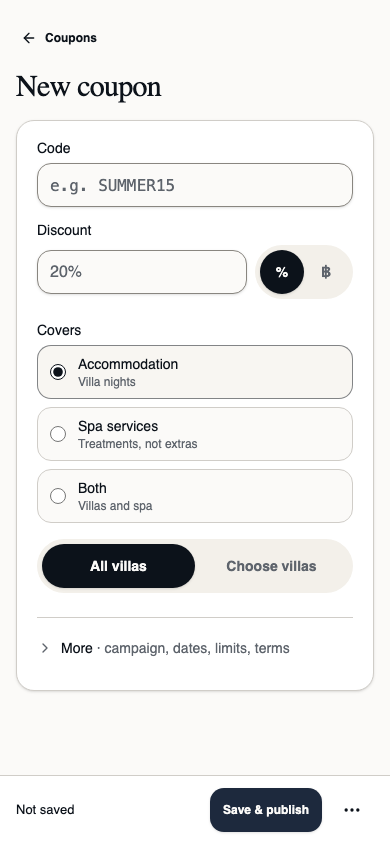 Coupons
New coupon
Code
e.g. SUMMER15
Discount
20%
%
฿
Covers
Accommodation
Villa nights
Spa services
Treatments, not extras
Both
Villas and spa
All villas
Choose villas
More · campaign, dates, limits, terms
Not saved
Save & publish